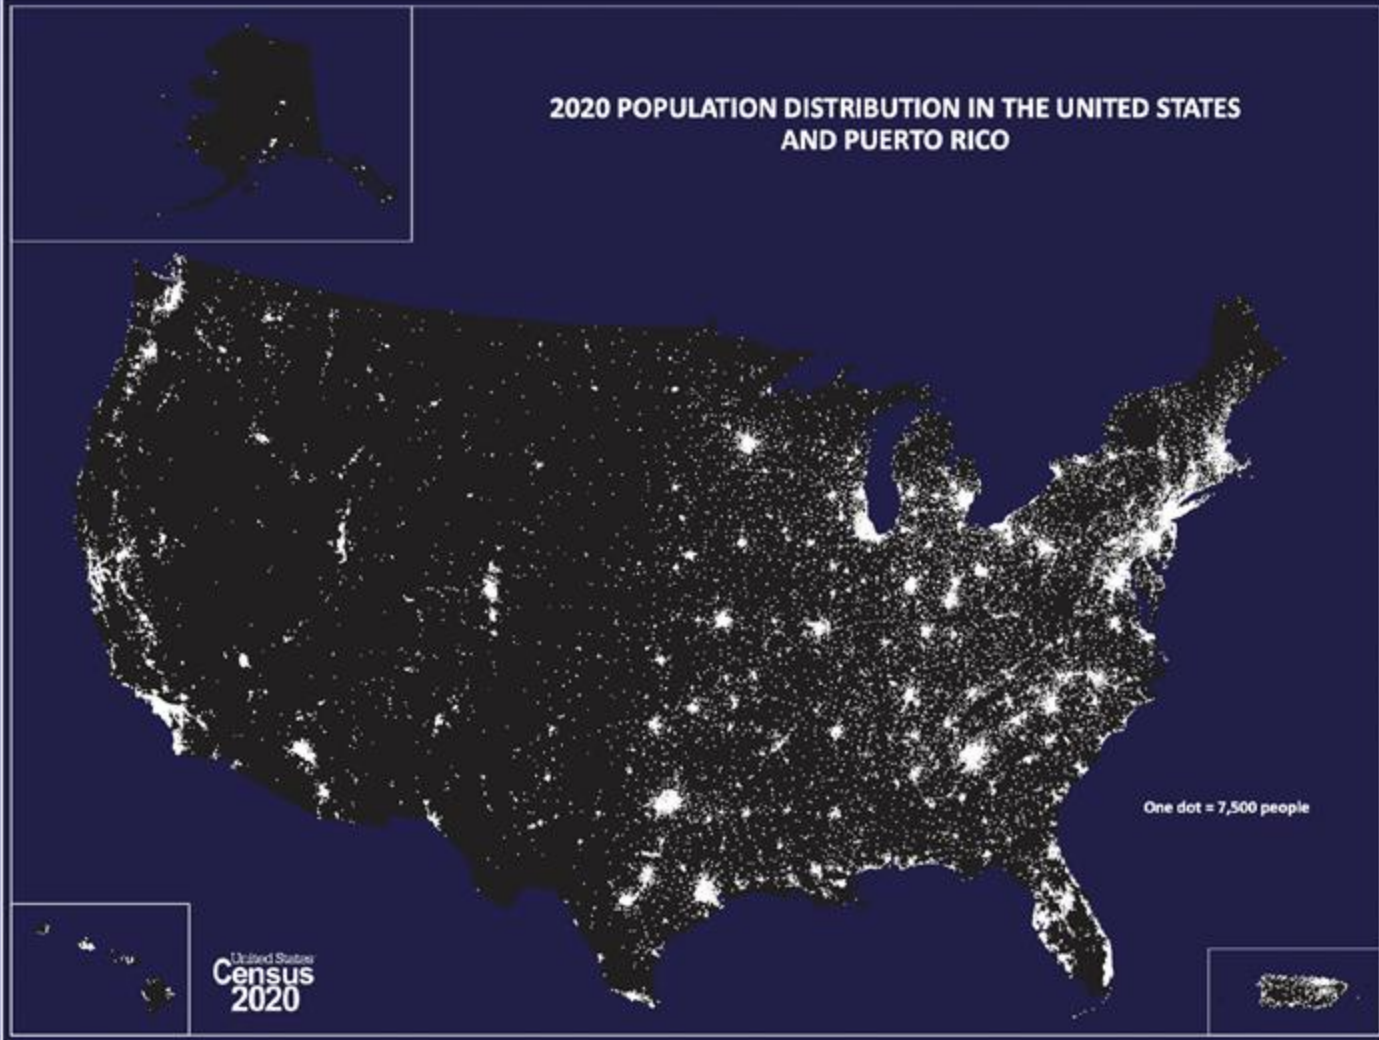 2020 POPULATION DISTRIBUTION IN THE UNITED STATES
AND PUERTO RICO
One dot = 7,500 people
United States
Census
2020